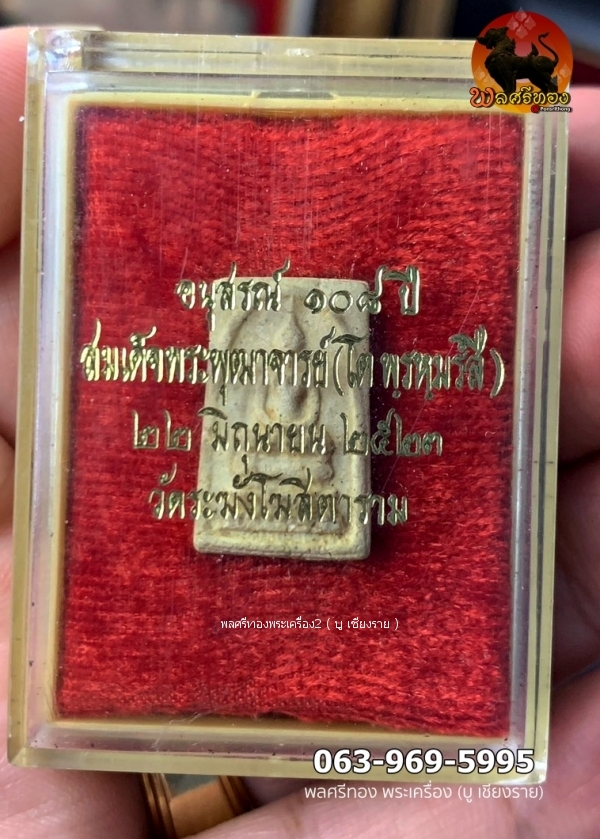 พลศรีทอง
อนุสรณ์ ๑๐๘ ปี
สมเด็จพระพุฒาจารย์ (โต พฺรหฺมรํสี)
๒๒ มิถุนายน ๒๕๒๓
วัดระฆังโฆสิตาราม
พลศรีทองพระเครื่อง2 ( นู เชียงราย )
063-969-5995
พลศรีทอง พระเครื่อง (นู เชียงราย)